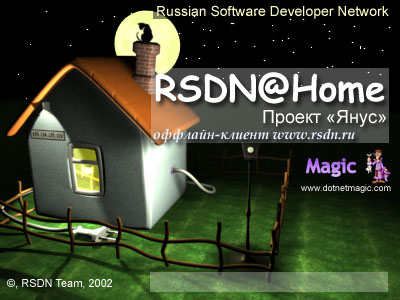 Russian Software Developer Network
RSDN@Home
Проект «Янус»
оффлайн-клиент www.rsdn.ru
Magic
www.dotnetmagic.com
©, RSDN Team, 2002